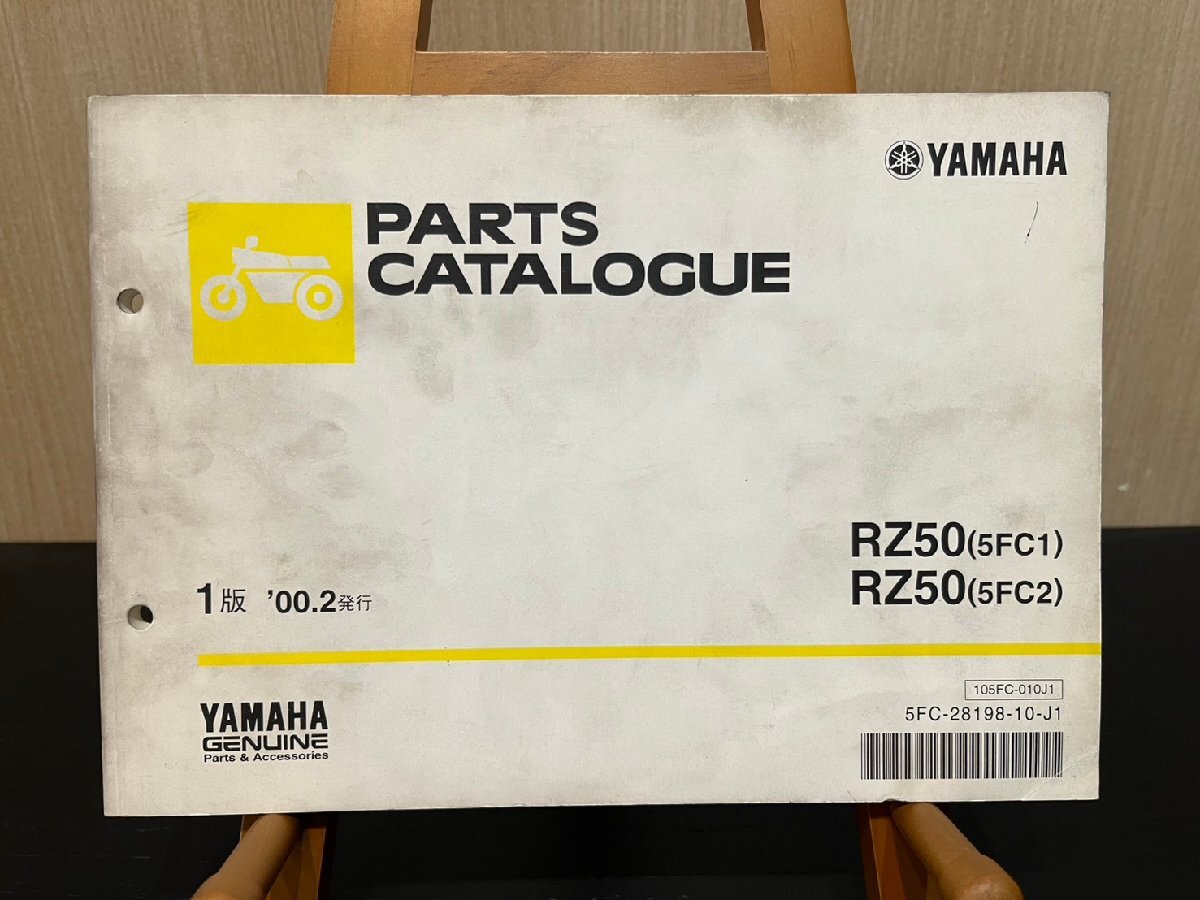 YAMAHA
PARTS
CATALOGUE
RZ50(5FC1)
RZ50(5FC2)
1版 '00.2発行
105FC-010J1
5FC-28198-10-J1
YAMAHA
GENUINE
Parts & Accessories